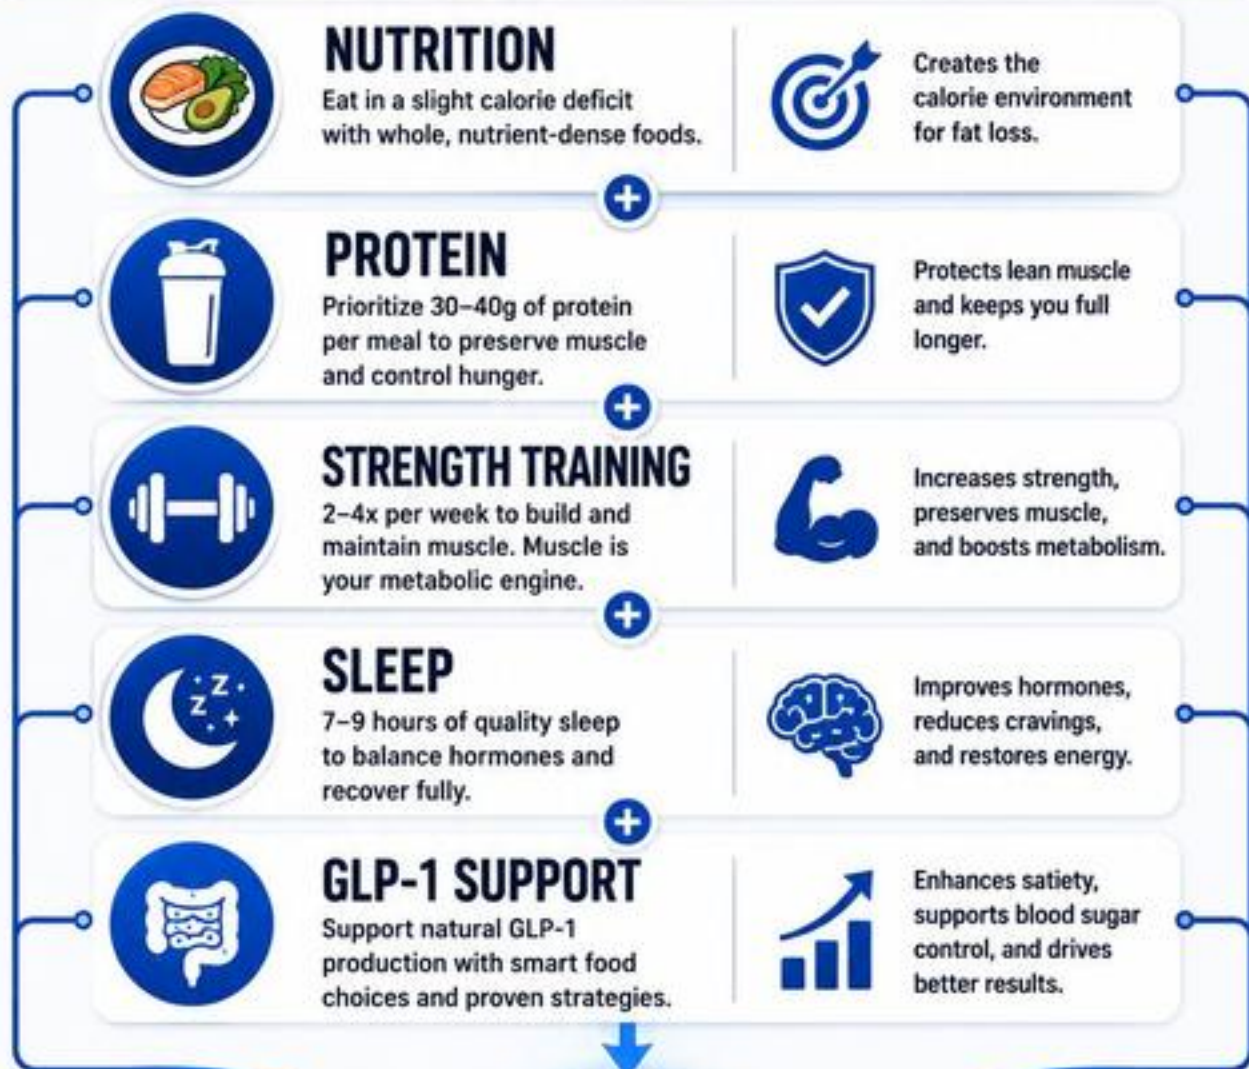 NUTRITION
Eat in a slight calorie deficit
with whole, nutrient-dense foods.
Creates the
calorie environment
for fat loss.
PROTEIN
Prioritize 30–40g of protein
per meal to preserve muscle
and control hunger.
Protects lean muscle
and keeps you full
longer.
STRENGTH TRAINING
2–4x per week to build and
maintain muscle. Muscle is
your metabolic engine.
Increases strength,
preserves muscle,
and boosts metabolism.
SLEEP
7–9 hours of quality sleep
to balance hormones and
recover fully.
Z
Z
Improves hormones,
reduces cravings,
and restores energy.
GLP-1 SUPPORT
Support natural GLP-1
production with smart food
choices and proven strategies.
Enhances satiety,
supports blood sugar
control, and drives
better results.